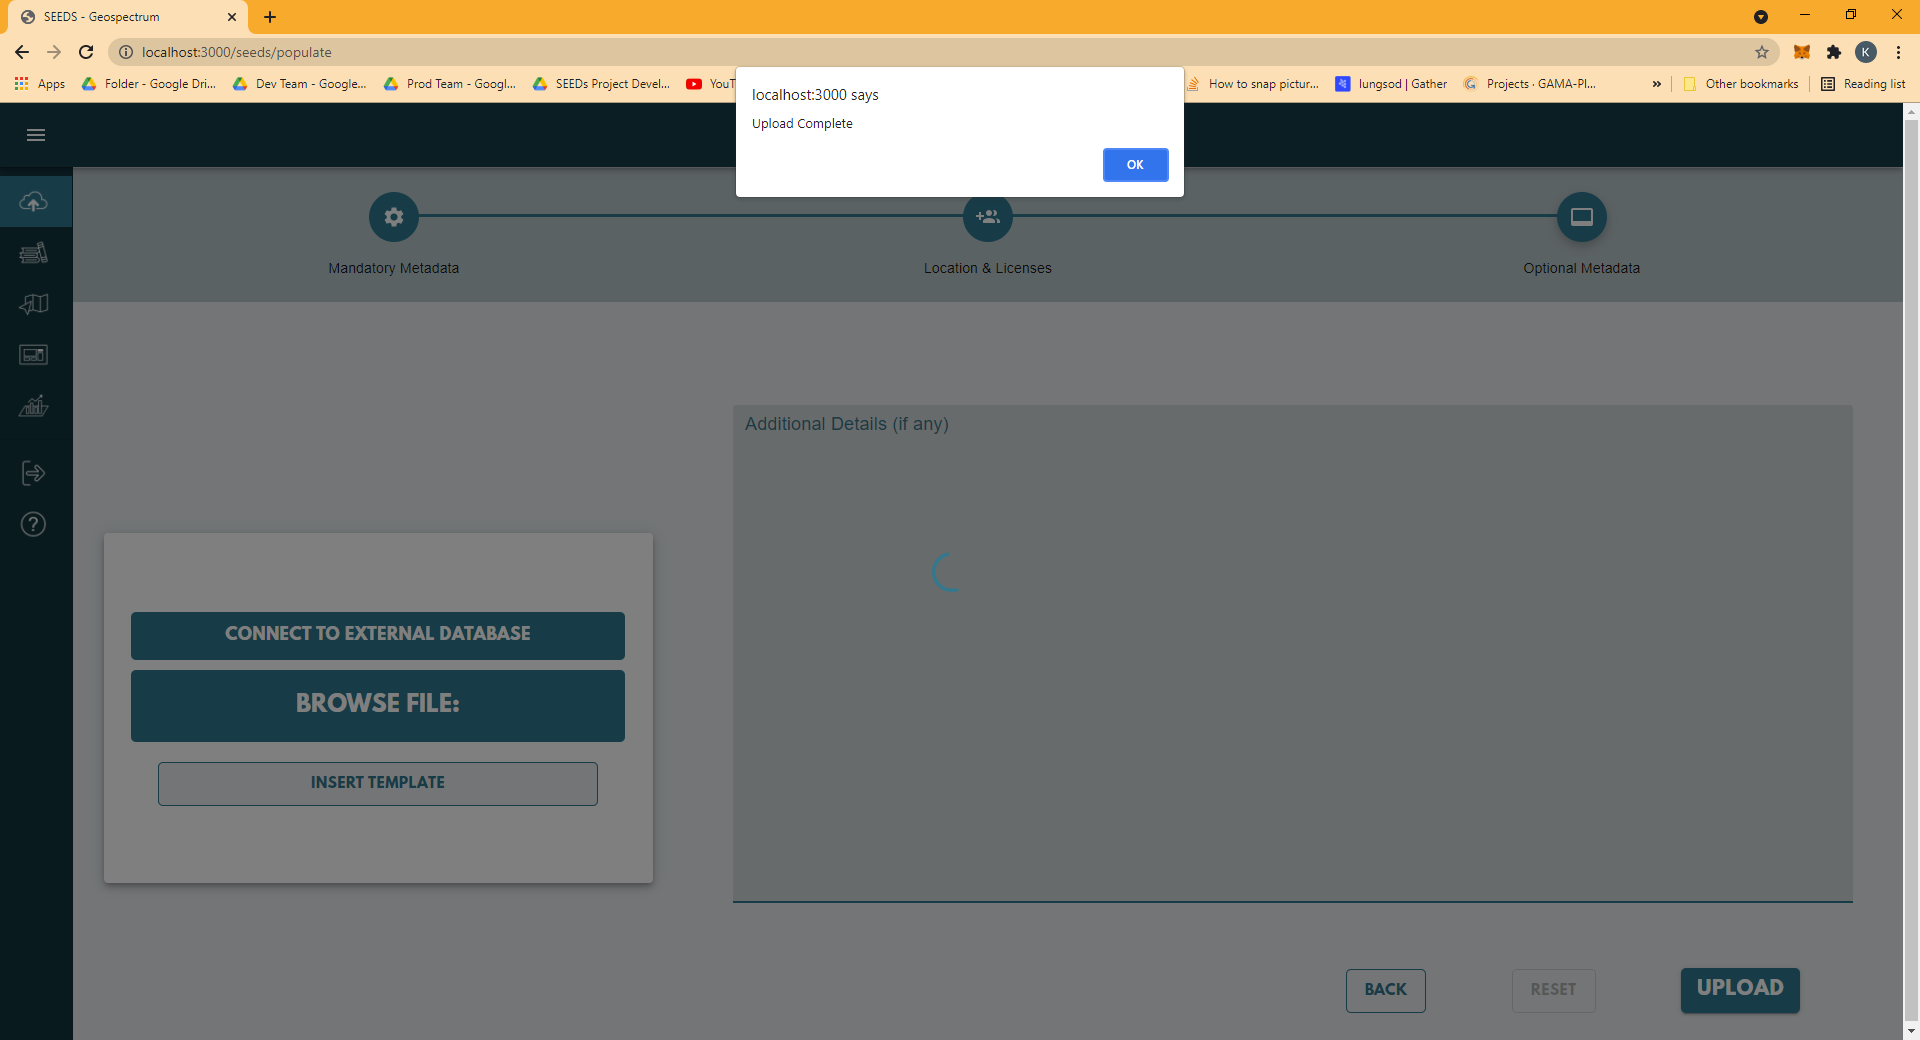 SEEDS - Geospectrum
localhost:3000/seeds/populate
K
Apps
Folder - Google Dri...
Dev Team - Google...
Prod Team - Googl...
SEEDs Project Devel...
YouT
How to snap pictur...
lungsod | Gather
Projects · GAMA-Pl...
»
Other bookmarks
Reading list
localhost:3000 says
Upload Complete
OK
Mandatory Metadata
Location & Licenses
Optional Metadata
Additional Details (if any)
CONNECT TO EXTERNAL DATABASE
BROWSE FILE:
INSERT TEMPLATE
BACK
RESET
UPLOAD